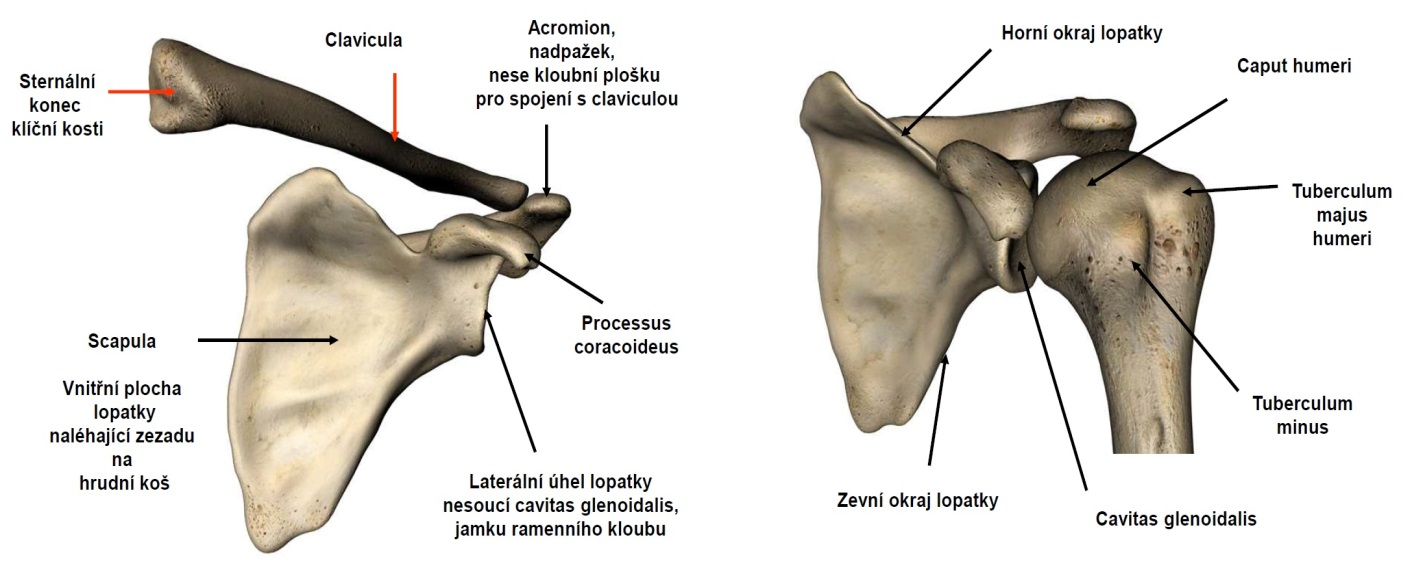 Clavicula
Acromion,
nadpažek,
nese kloubní plošku
pro spojení s claviculou
Sternální
konec
klíční kosti
Scapula
Vnitřní plocha
lopatky
naléhající zezadu
na
hrudní koš
Processus
coracoideus
Laterální úhel lopatky
nesoucí cavitas glenoidalis,
jamku ramenního kloubu
Horní okraj lopatky
Caput humeri
Tuberculum
majus
humeri
Tuberculum
minus
Zevní okraj lopatky
Cavitas glenoidalis